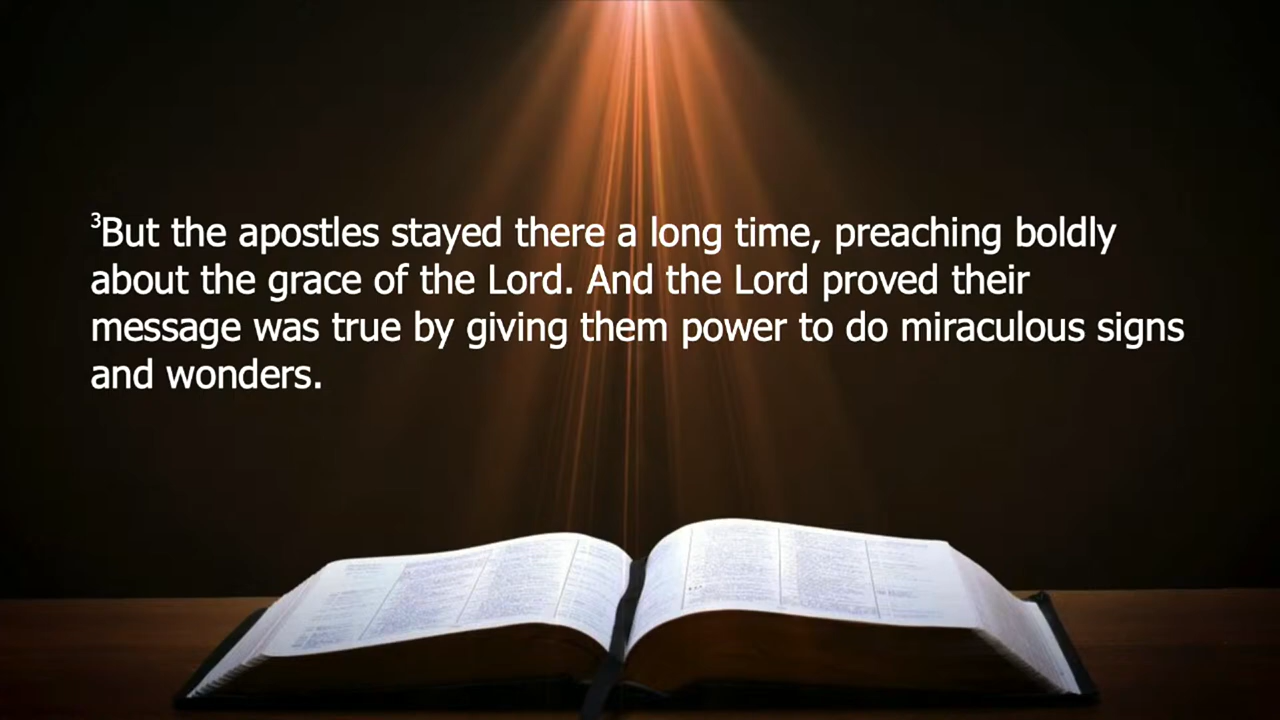 ³But the apostles stayed there a long time, preaching boldly
about the grace of the Lord. And the Lord proved their
message was true by giving them power to do miraculous signs
and wonders.